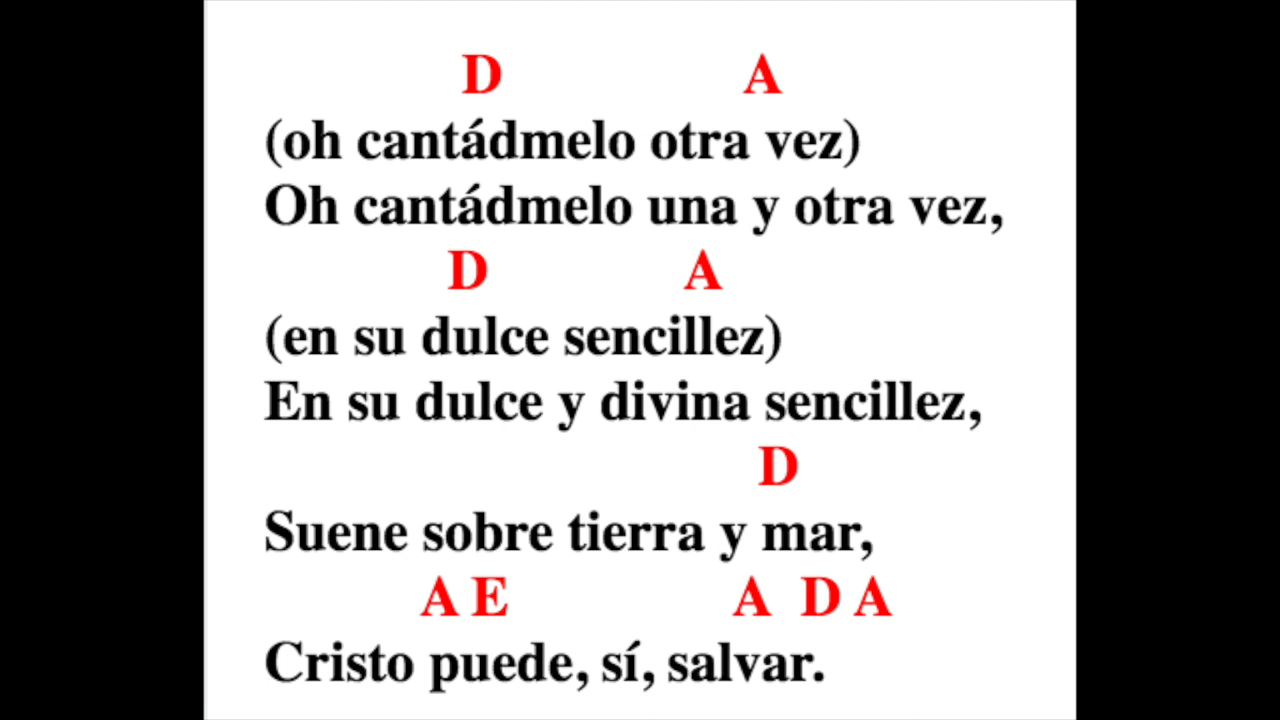 D A
(oh cantádmelo otra vez)
Oh cantádmelo una y otra vez,
D A
(en su dulce sencillez)
En su dulce y divina sencillez,
D
Suene sobre tierra y mar,
A E A D A
Cristo puede, sí, salvar.